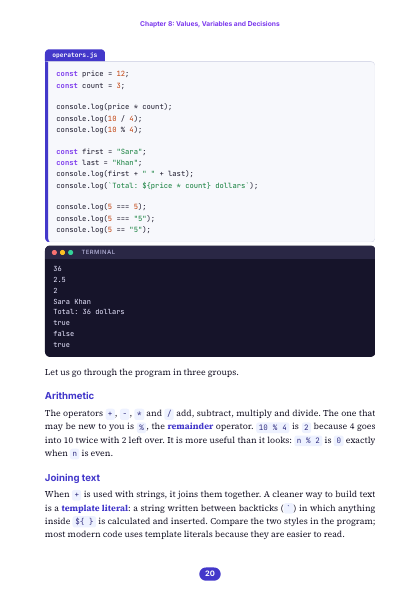 Chapter 8: Values, Variables and Decisions
operators.js
const price = 12;
const count = 3;
console.log(price * count);
console.log(10 / 4);
console.log(10 % 4);
const first = "Sara";
const last = "Khan";
console.log(first + " " + last);
console.log(`Total: ${price * count} dollars`);
console.log(5 === 5);
console.log(5 === "5");
console.log(5 == "5");
TERMINAL
36
2.5
2
Sara Khan
Total: 36 dollars
true
false
true
Let us go through the program in three groups.
Arithmetic
The operators +, -, * and / add, subtract, multiply and divide. The one that
may be new to you is %, the remainder operator. 10 % 4 is 2 because 4 goes
into 10 twice with 2 left over. It is more useful than it looks: n % 2 is 0 exactly
when n is even.
Joining text
When + is used with strings, it joins them together. A cleaner way to build text
is a template literal: a string written between backticks (`) in which anything
inside ${ } is calculated and inserted. Compare the two styles in the program;
most modern code uses template literals because they are easier to read.
20